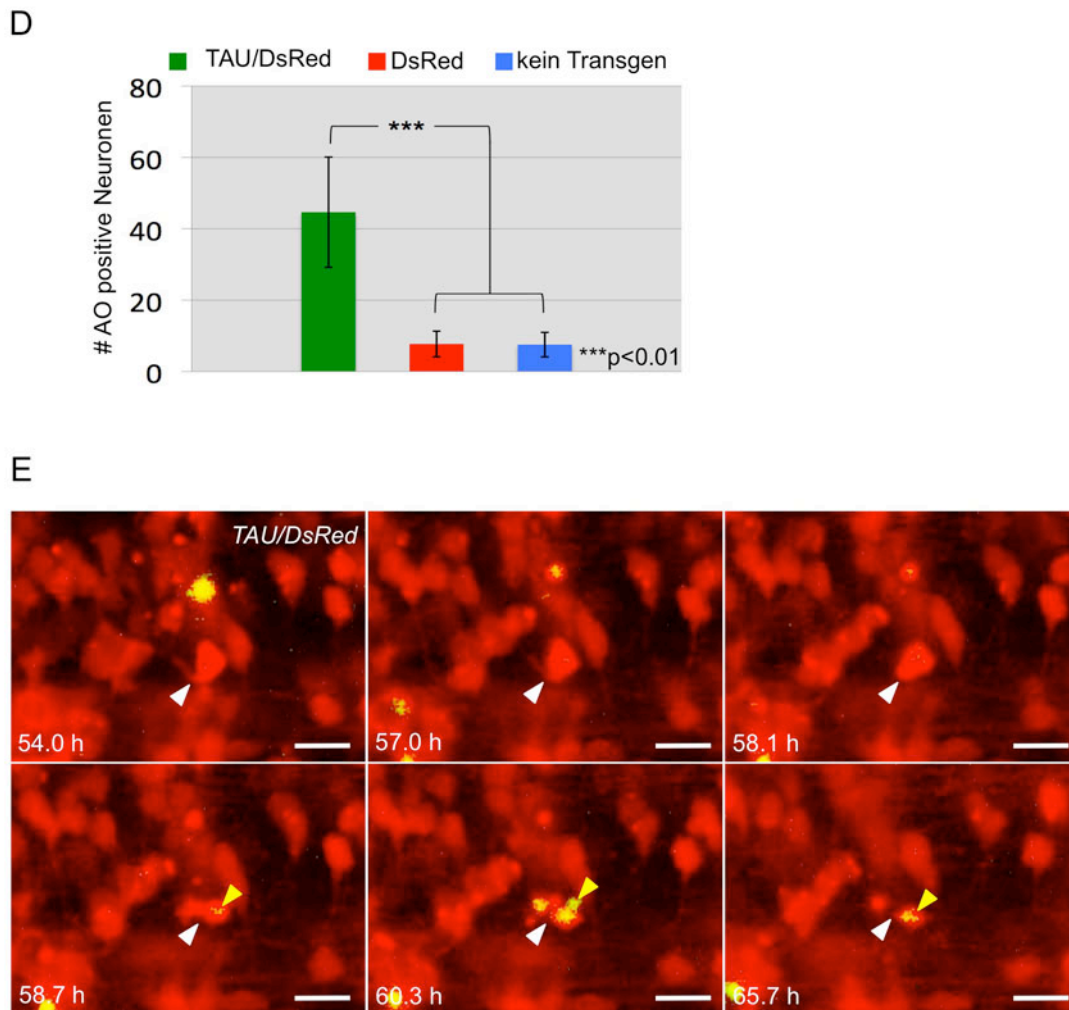 D
TAU/DsRed DsRed kein Transgen
# AO positive Neuronen
80
60
40
20
0
***
***p<0.01
E
TAU/DsRed
54.0 h
57.0 h
58.1 h
58.7 h
60.3 h
65.7 h